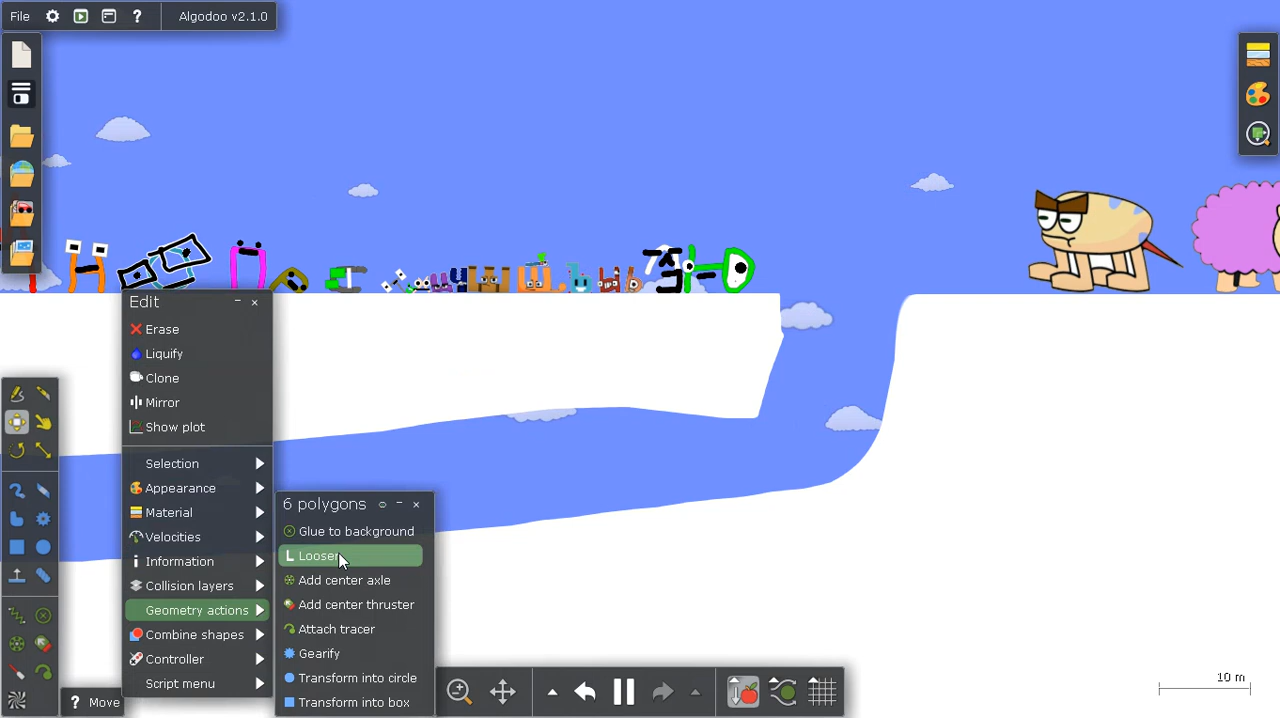 File
Algodoo v2.1.0
Edit
Erase
Liquify
Clone
Mirror
Show plot
Selection
Appearance
Material
Velocities
Information
Collision layers
Geometry actions
Combine shapes
Controller
Script menu
6 polygons
Glue to background
Loosen
Add center axle
Add center thruster
Attach tracer
Gearify
Transform into circle
Transform into box
? Move
10 m